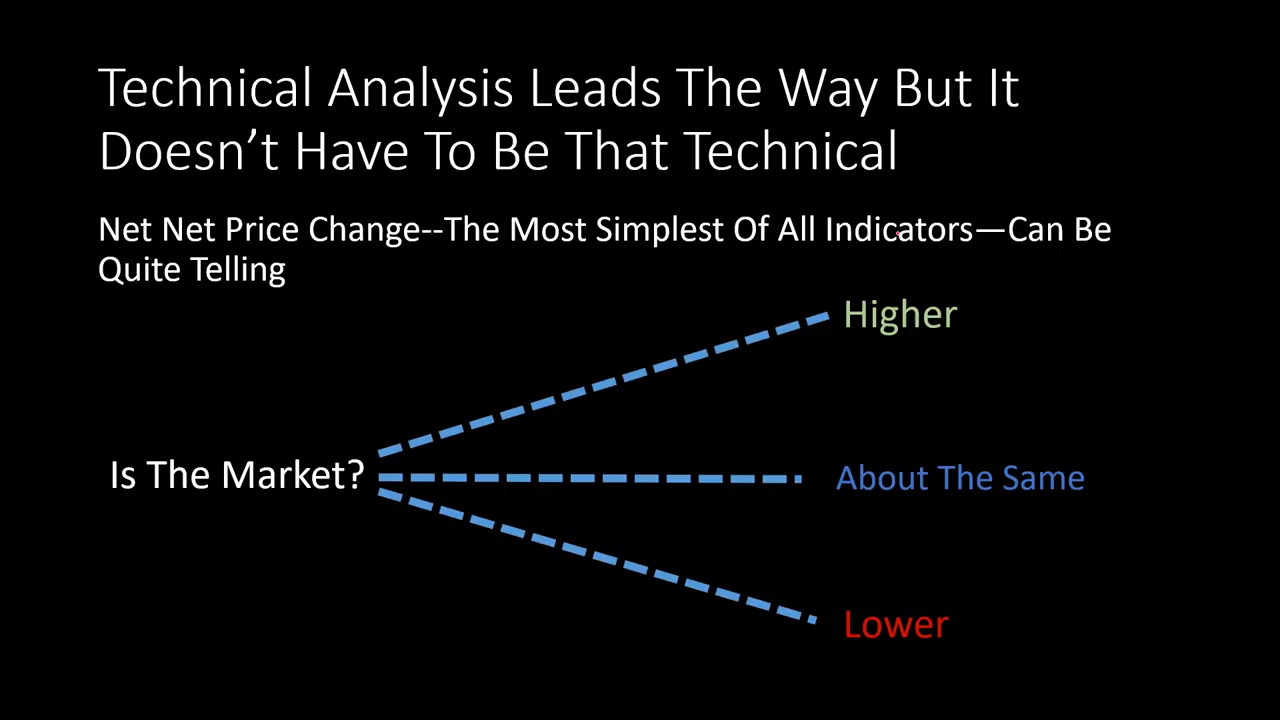 Technical Analysis Leads The Way But It
Doesn’t Have To Be That Technical
Net Net Price Change--The Most Simplest Of All Indicators—Can Be
Quite Telling
Higher
Is The Market?
About The Same
Lower